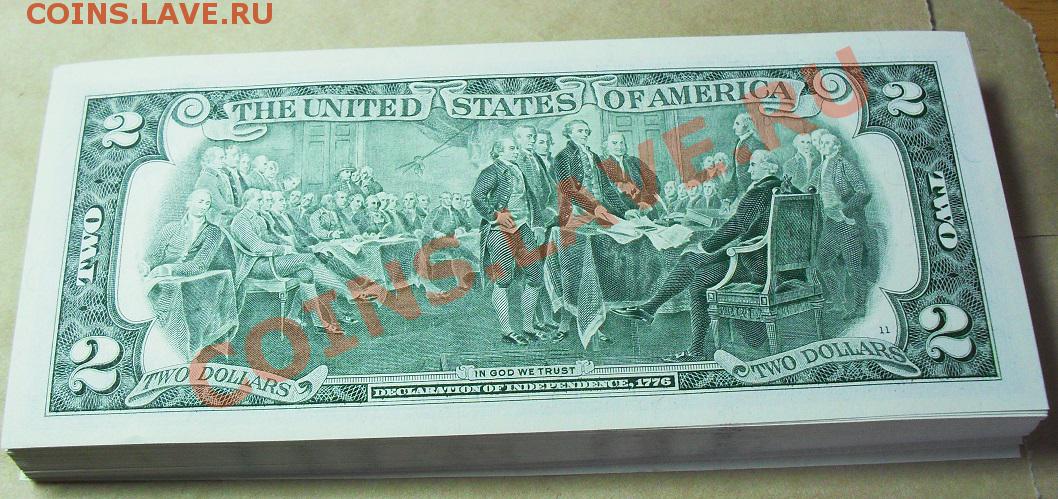 COINS.LAVE.RU
THE UNITED STATES OF AMERICA
2 2
TWO TWO
COINS.LAVE.RU
11
2 2
TWO DOLLARS IN GOD WE TRUST TWO DOLLARS
DECLARATION OF INDEPENDENCE, 1776